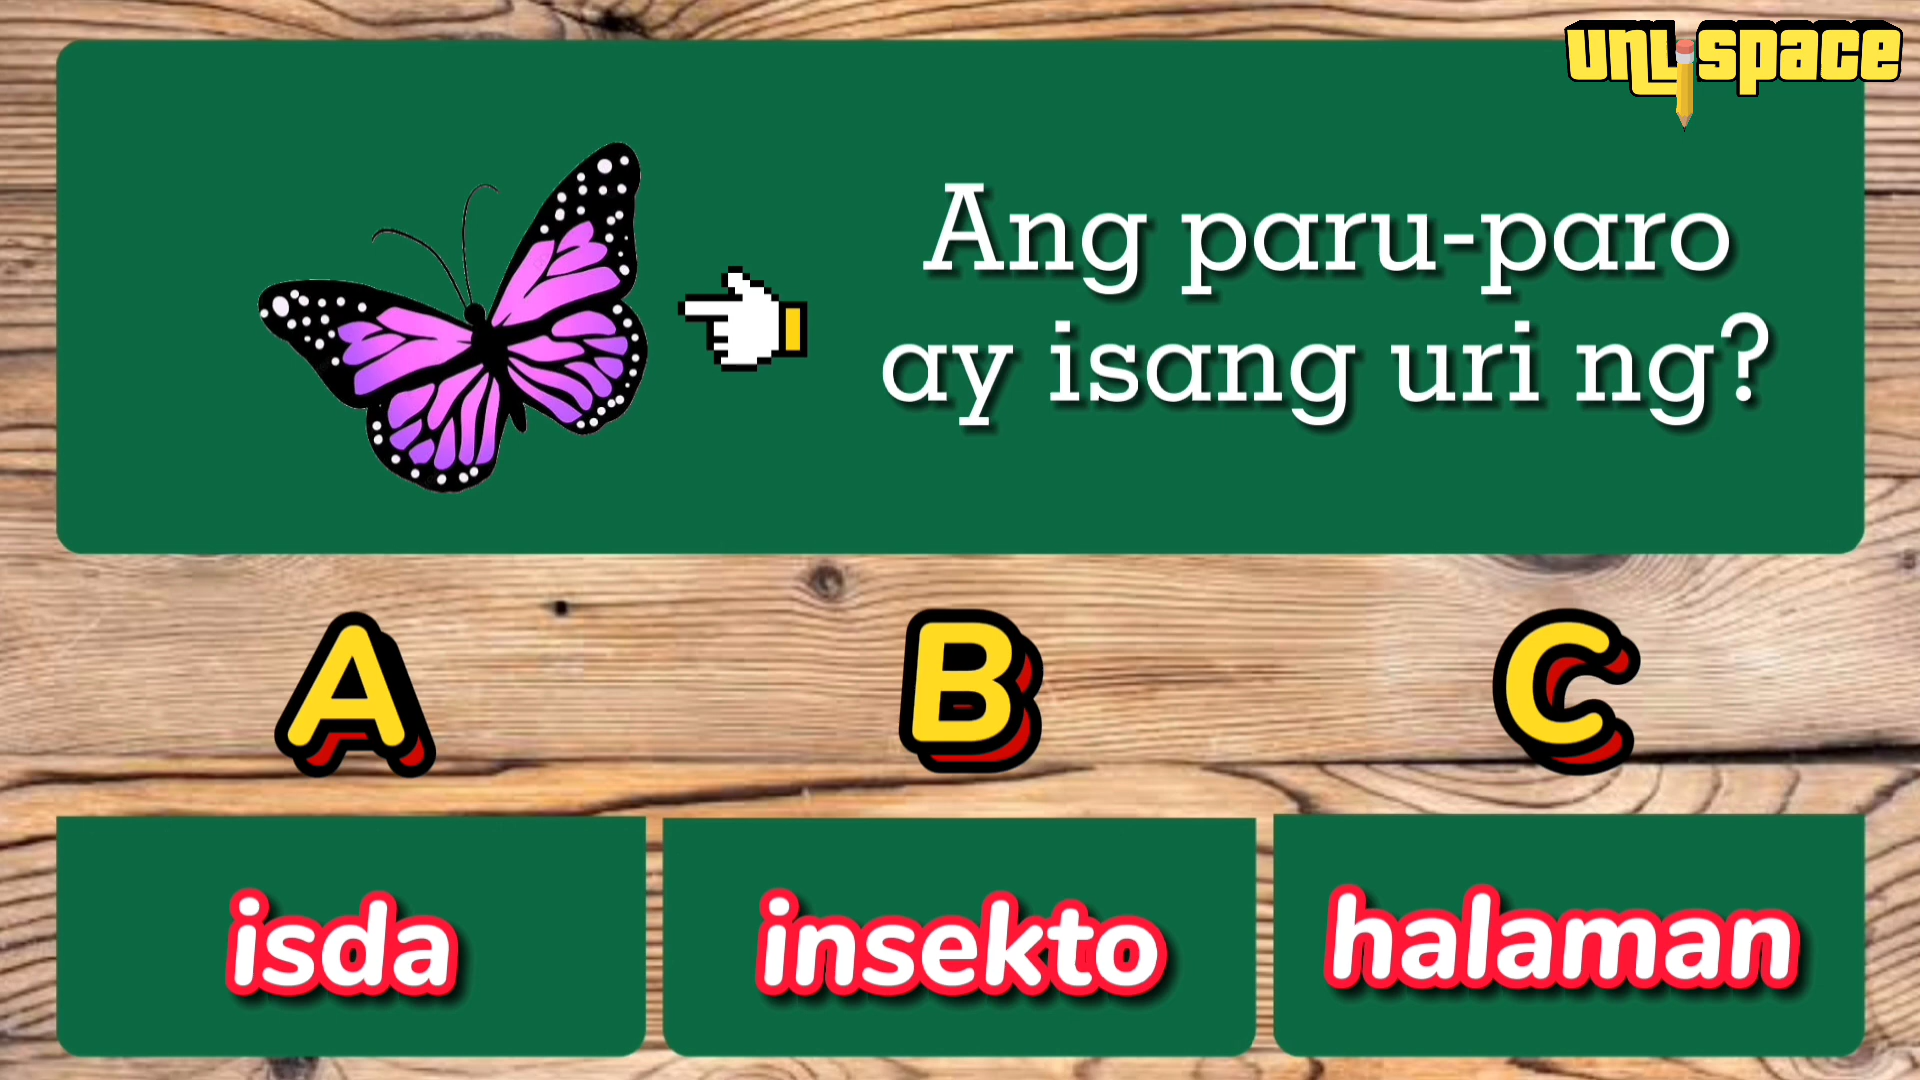 UNLISPACE
Ang paru-paro
ay isang uri ng?
A
B
C
isda
insekto
halaman